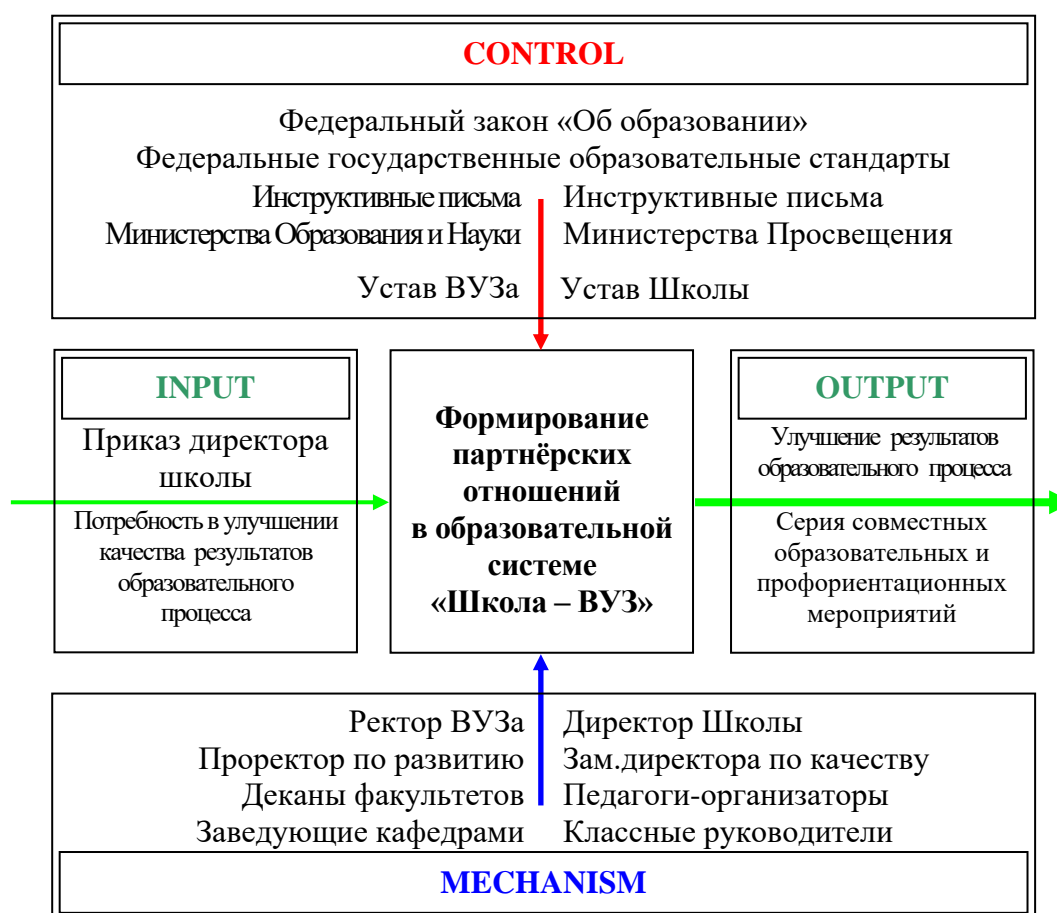 CONTROL
Федеральный закон «Об образовании»
Федеральные государственные образовательные стандарты
Инструктивные письма
Министерства Образования и Науки
Устав ВУЗа
Инструктивные письма
Министерства Просвещения
Устав Школы
INPUT
Приказ директора
школы
Потребность в улучшении
качества результатов
образовательного
процесса
Формирование
партнёрских
отношений
в образовательной
системе
«Школа – ВУЗ»
OUTPUT
Улучшение результатов
образовательного процесса
Серия совместных
образовательных и
профориентационных
мероприятий
Ректор ВУЗа
Проректор по развитию
Деканы факультетов
Заведующие кафедрами
Директор Школы
Зам.директора по качеству
Педагоги-организаторы
Классные руководители
MECHANISM